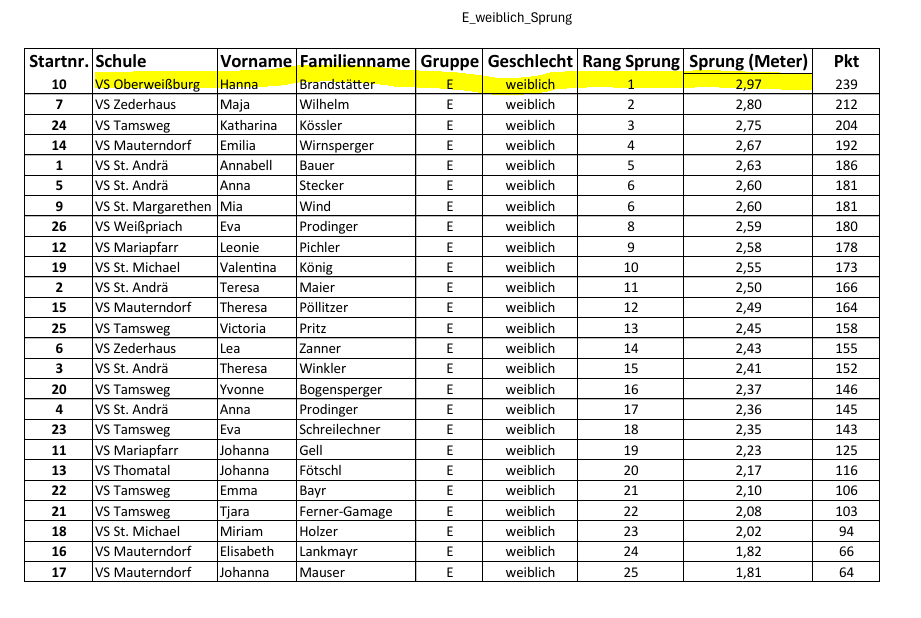 E_weiblich_Sprung
Startnr. Schule Vorname Familienname Gruppe Geschlecht Rang Sprung Sprung (Meter) Pkt
10 VS Oberweißburg Hanna Brandstätter E weiblich 1 2,97 239
7 VS Zederhaus Maja Wilhelm E weiblich 2 2,80 212
24 VS Tamsweg Katharina Kössler E weiblich 3 2,75 204
14 VS Mauterndorf Emilia Wirnsperger E weiblich 4 2,67 192
1 VS St. Andrä Annabell Bauer E weiblich 5 2,63 186
5 VS St. Andrä Anna Stecker E weiblich 6 2,60 181
9 VS St. Margarethen Mia Wind E weiblich 6 2,60 181
26 VS Weißpriach Eva Prodinger E weiblich 8 2,59 180
12 VS Mariapfarr Leonie Pichler E weiblich 9 2,58 178
19 VS St. Michael Valentina König E weiblich 10 2,55 173
2 VS St. Andrä Teresa Maier E weiblich 11 2,50 166
15 VS Mauterndorf Theresa Pöllitzer E weiblich 12 2,49 164
25 VS Tamsweg Victoria Pritz E weiblich 13 2,45 158
6 VS Zederhaus Lea Zanner E weiblich 14 2,43 155
3 VS St. Andrä Theresa Winkler E weiblich 15 2,41 152
20 VS Tamsweg Yvonne Bogensperger E weiblich 16 2,37 146
4 VS St. Andrä Anna Prodinger E weiblich 17 2,36 145
23 VS Tamsweg Eva Schreilechner E weiblich 18 2,35 143
11 VS Mariapfarr Johanna Gell E weiblich 19 2,23 125
13 VS Thomatal Johanna Fötschl E weiblich 20 2,17 116
22 VS Tamsweg Emma Bayr E weiblich 21 2,10 106
21 VS Tamsweg Tjara Ferner-Gamage E weiblich 22 2,08 103
18 VS St. Michael Miriam Holzer E weiblich 23 2,02 94
16 VS Mauterndorf Elisabeth Lankmayr E weiblich 24 1,82 66
17 VS Mauterndorf Johanna Mauser E weiblich 25 1,81 64